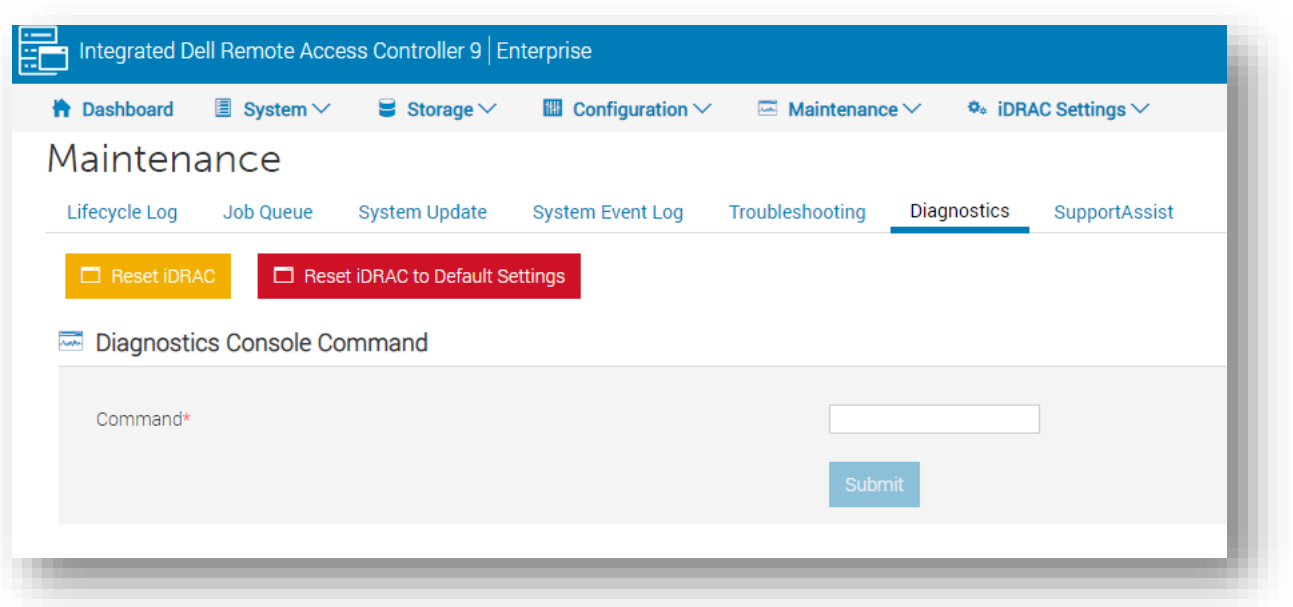 Integrated Dell Remote Access Controller 9 | Enterprise
Dashboard System Storage Configuration Maintenance iDRAC Settings
Maintenance
Lifecycle Log Job Queue System Update System Event Log Troubleshooting Diagnostics SupportAssist
Reset iDRAC Reset iDRAC to Default Settings
Diagnostics Console Command
Command*
Submit